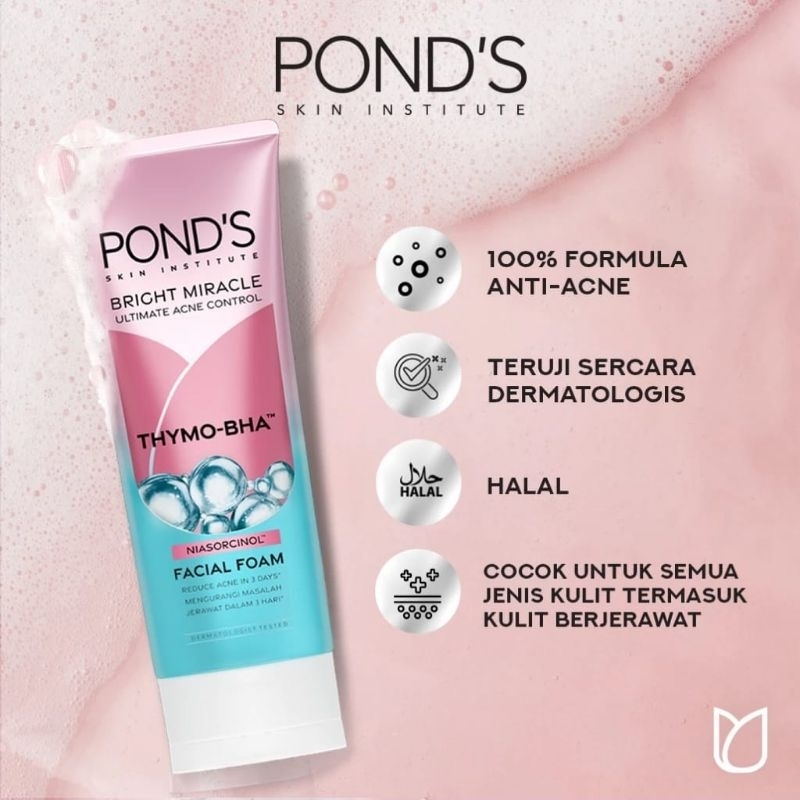 POND'S
SKIN INSTITUTE
POND'S
SKIN INSTITUTE
BRIGHT MIRACLE
ULTIMATE ACNE CONTROL
THYMO-BHA™
NIASORCINOL™
FACIAL FOAM
REDUCE ACNE IN 3 DAYS*
MENGURANGI MASALAH
JERAWAT DALAM 3 HARI*
DERMATOLOGIST TESTED
100% FORMULA
ANTI-ACNE
TERUJI SERCARA
DERMATOLOGIS
حلال
HALAL
HALAL
COCOK UNTUK SEMUA
JENIS KULIT TERMASUK
KULIT BERJERAWAT